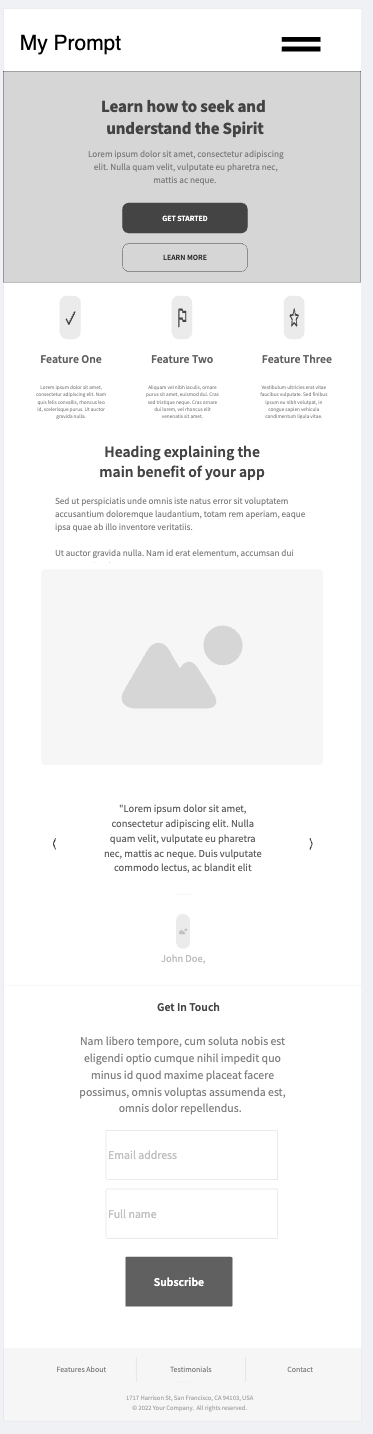 My Prompt
Learn how to seek and
understand the Spirit
Lorem ipsum dolor sit amet, consectetur adipiscing
elit. Nulla quam velit, vulputate eu pharetra nec,
mattis ac neque.
GET STARTED
LEARN MORE
Feature One
Lorem ipsum dolor sit amet,
consectetur adipiscing elit. Nam
quis felis convallis, rhoncus leo
id, scelerisque purus. Ut auctor
gravida nulla.
Feature Two
Aliquam vel nibh iaculis, ornare
purus sit amet, euismod dui. Cras
sed tristique neque. Cras ornare
dui lorem, vel rhoncus elit
venenatis sit amet.
Feature Three
Vestibulum ultricies erat vitae
faucibus vulputate. Sed finibus
ipsum eu nibh volutpat, in
congue sapien vehicula
condimentum ligula vitae.
Heading explaining the
main benefit of your app
Sed ut perspiciatis unde omnis iste natus error sit voluptatem
accusantium doloremque laudantium, totam rem aperiam, eaque
ipsa quae ab illo inventore veritatiis.
Ut auctor gravida nulla. Nam id erat elementum, accumsan dui
"Lorem ipsum dolor sit amet,
consectetur adipiscing elit. Nulla
quam velit, vulputate eu pharetra
nec, mattis ac neque. Duis vulputate
commodo lectus, ac blandit elit
John Doe,
Get In Touch
Nam libero tempore, cum soluta nobis est
eligendi optio cumque nihil impedit quo
minus id quod maxime placeat facere
possimus, omnis voluptas assumenda est,
omnis dolor repellendus.
Email address
Full name
Subscribe
Features About
Testimonials
Contact
1717 Harrison St, San Francisco, CA 94103, USA
© 2022 Your Company. All rights reserved.